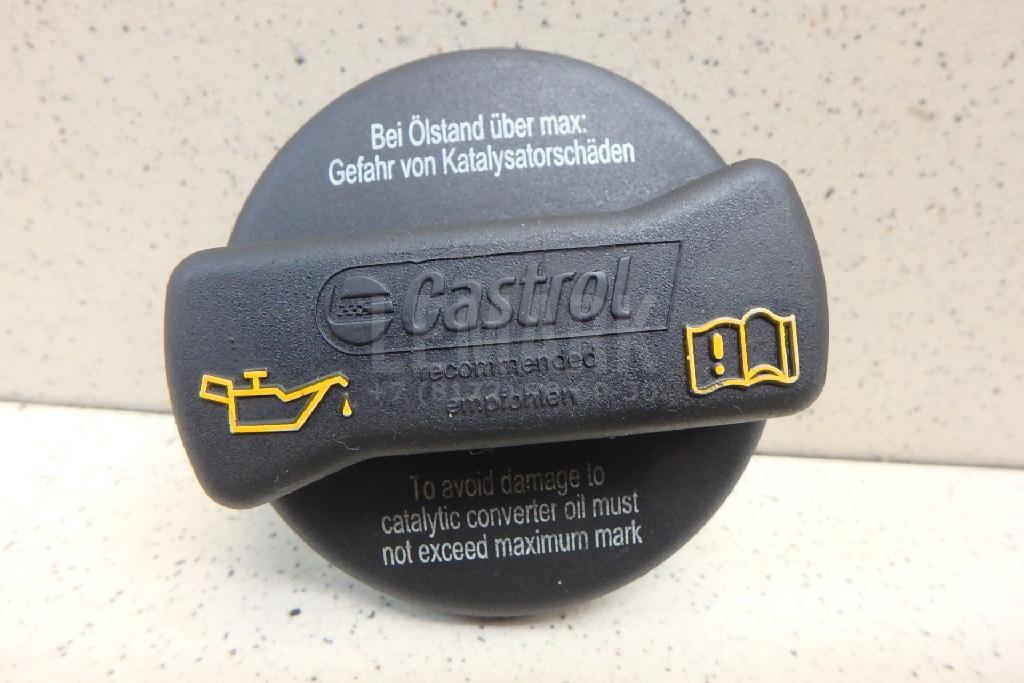 Bei Ölstand über max:
Gefahr von Katalysatorschäden
Castrol
recommended
empfohlen
To avoid damage to
catalytic converter oil must
not exceed maximum mark